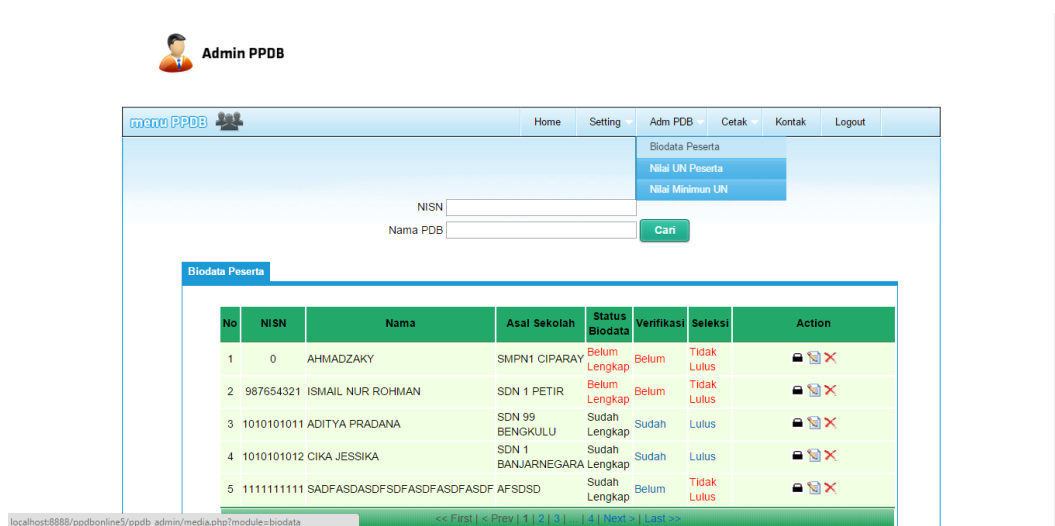 Admin PPDB
menu PPDB Home Setting Adm PDB Cetak Kontak Logout
Biodata Peserta
Nilai UN Peserta
Nilai Minimun UN
NISN
Nama PDB Cari
Biodata Peserta
No NISN Nama Asal Sekolah Status Biodata Verifikasi Seleksi Action
1 0 AHMADZAKY SMPN1 CIPARAY Belum Lengkap Belum Tidak Lulus
2 987654321 ISMAIL NUR ROHMAN SDN 1 PETIR Belum Lengkap Belum Tidak Lulus
3 1010101011 ADITYA PRADANA SDN 99 BENGKULU Sudah Lengkap Sudah Lulus
4 1010101012 CIKA JESSIKA SDN 1 BANJARNEGARA Sudah Lengkap Sudah Lulus
5 1111111111 SADFASDASDFSDFASDFASDFASDF AFSDSD Sudah Lengkap Belum Tidak Lulus
<< First | < Prev | 1 | 2 | 3 | ... | 4 | Next > | Last >>
localhost:8888/ppdbonline5/ppdb_admin/media.php?module=biodata